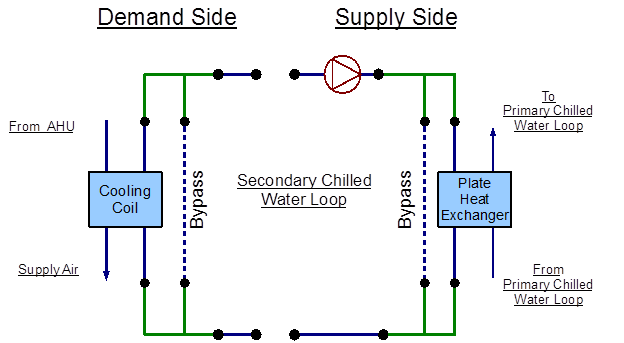 Demand Side
Supply Side
To
Primary Chilled
Water Loop
From AHU
Cooling
Coil
Bypass
Secondary Chilled
Water Loop
Bypass
Plate
Heat
Exchanger
Supply Air
From
Primary Chilled
Water Loop